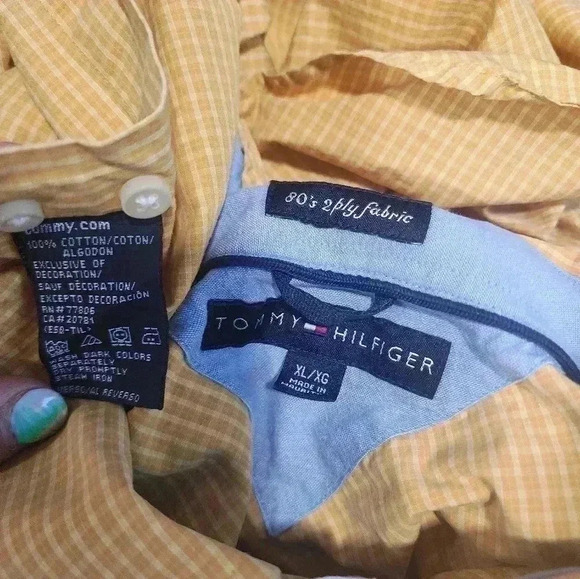 80's 2ply fabric
TOMMY HILFIGER
XL/XG
MADE IN
tommy.com
100% COTTON/COTON/
ALGODON
EXCLUSIVE OF
DECORATION/
SAUF DÉCORATION/
EXCEPTO DECORACIÓN
RN#77806
CA#20781
WASH DARK COLORS
SEPARATELY
DRY PROMPTLY
STEAM IRON
REVERSO